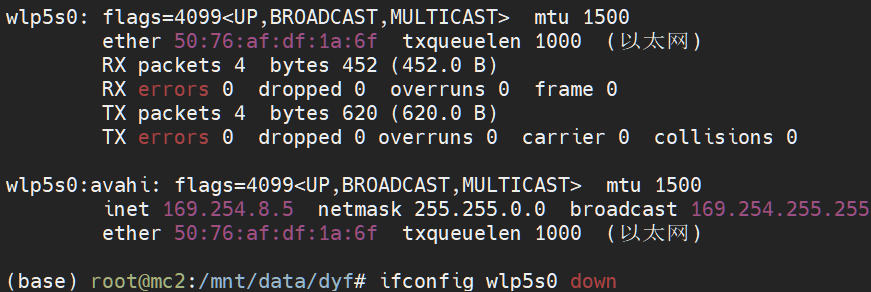 wlp5s0: flags=4099<UP,BROADCAST,MULTICAST>  mtu 1500
        ether 50:76:af:df:1a:6f  txqueuelen 1000  (以太网)
        RX packets 4  bytes 452 (452.0 B)
        RX errors 0  dropped 0  overruns 0  frame 0
        TX packets 4  bytes 620 (620.0 B)
        TX errors 0  dropped 0 overruns 0  carrier 0  collisions 0
wlp5s0:avahi: flags=4099<UP,BROADCAST,MULTICAST>  mtu 1500
        inet 169.254.8.5  netmask 255.255.0.0  broadcast 169.254.255.255
        ether 50:76:af:df:1a:6f  txqueuelen 1000  (以太网)
(base) root@mc2:/mnt/data/dyf# ifconfig wlp5s0 down